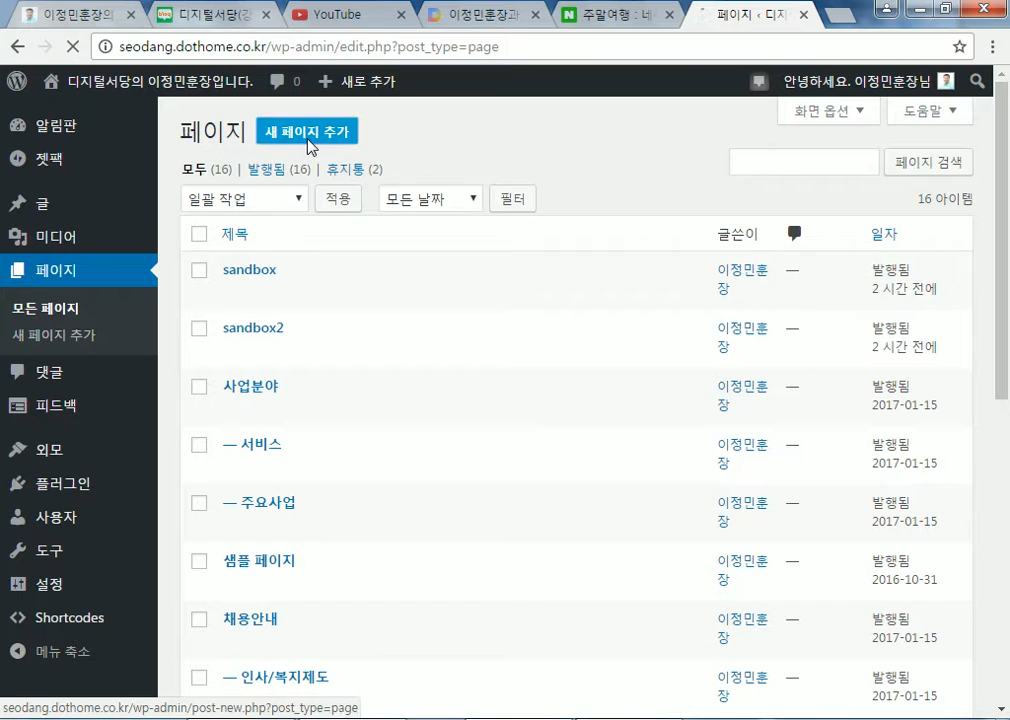 이정민훈장의
디지털서당(강
YouTube
이정민훈장과
주말여행 : 네
페이지 ‹ 디지
seodang.dothome.co.kr/wp-admin/edit.php?post_type=page
디지털서당의 이정민훈장입니다. 0 새로 추가 안녕하세요. 이정민훈장님
알림판
젯팩
글
미디어
페이지
모든 페이지
새 페이지 추가
댓글
피드백
외모
플러그인
사용자
도구
설정
Shortcodes
메뉴 축소
화면 옵션 도움말
페이지 새 페이지 추가
모두 (16) | 발행됨 (16) | 휴지통 (2) 페이지 검색
일괄 작업 적용 모든 날짜 필터 16 아이템
제목 글쓴이 일자
sandbox 이정민훈장 — 발행됨
2 시간 전에
sandbox2 이정민훈장 — 발행됨
2 시간 전에
사업분야 이정민훈장 — 발행됨
2017-01-15
— 서비스 이정민훈장 — 발행됨
2017-01-15
— 주요사업 이정민훈장 — 발행됨
2017-01-15
샘플 페이지 이정민훈장 — 발행됨
2016-10-31
채용안내 이정민훈장 — 발행됨
2017-01-15
— 인사/복지제도 이정민훈장 — 발행됨
2017-01-15
seodang.dothome.co.kr/wp-admin/post-new.php?post_type=page